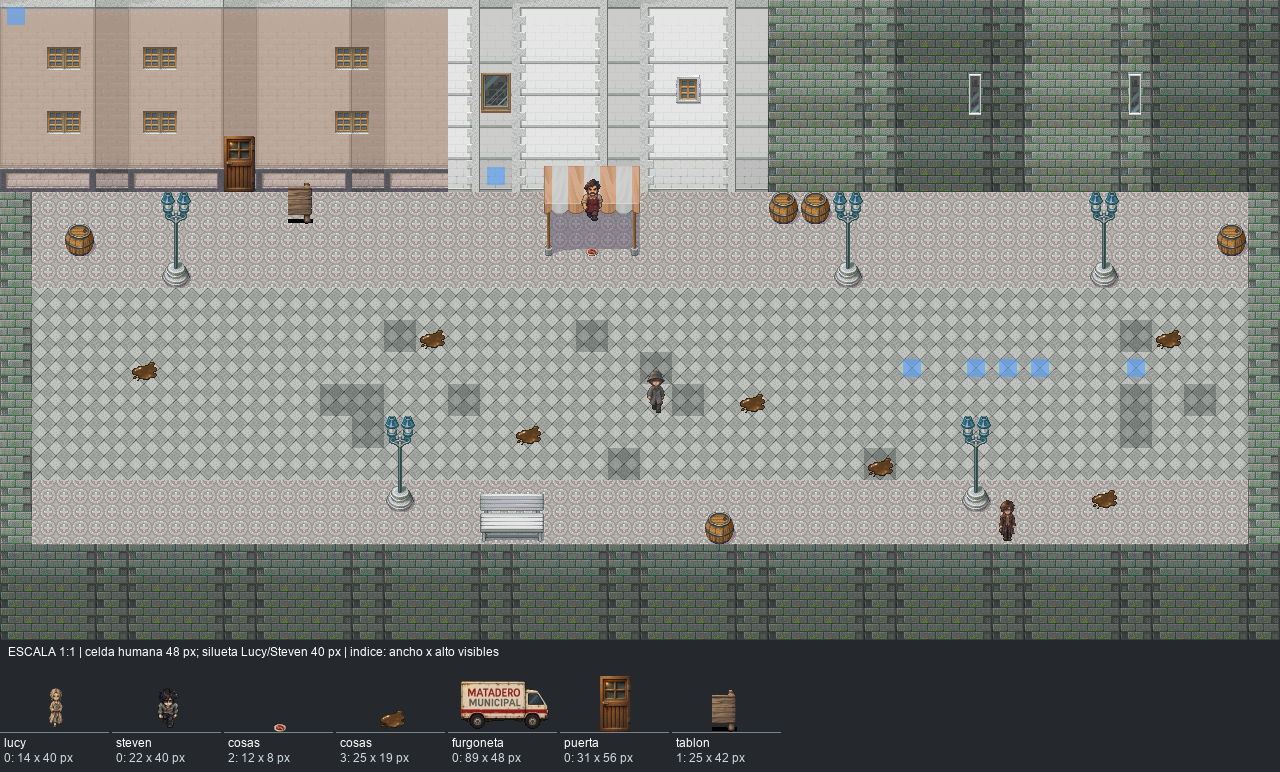 ESCALA 1:1 | celda humana 48 px; silueta Lucy/Steven 40 px | indice: ancho x alto visibles
MATADERO
MUNICIPAL
lucy
0: 14 x 40 px
steven
0: 22 x 40 px
cosas
2: 12 x 8 px
cosas
3: 25 x 19 px
furgoneta
0: 89 x 48 px
puerta
0: 31 x 56 px
tablon
1: 25 x 42 px